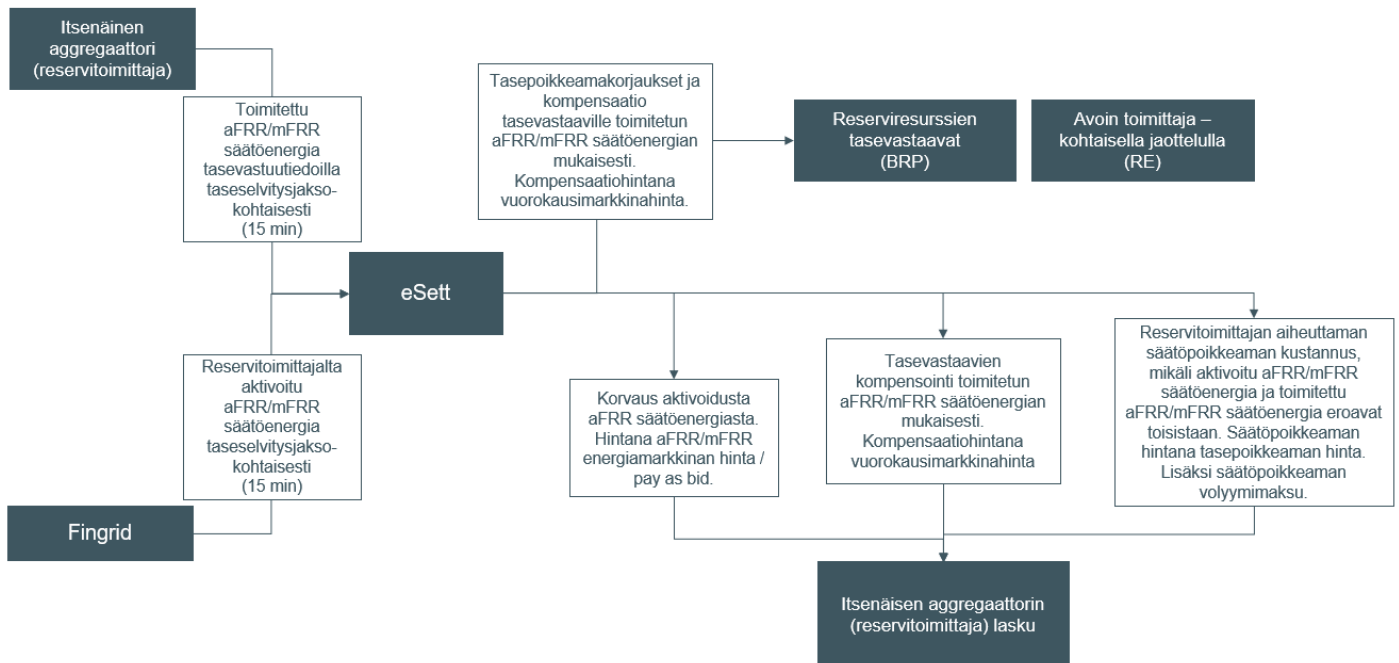 Itsenäinen
aggregaattori
(reservitoimittaja)
Toimitettu
aFRR/mFRR
säätöenergia
tasevastuutiedoilla
taseselvitysjakso-
kohtaisesti
(15 min)
Tasepoikkeamakorjaukset ja
kompensaatio
tasevastaaville toimitetun
aFRR/mFRR säätöenergian
mukaisesti.
Kompensaatiohintana
vuorokausimarkkinahinta.
Reserviresurssien
tasevastaavat
(BRP)
Avoin toimittaja –
kohtaisella jaottelulla
(RE)
eSett
Reservitoimittajalta
aktivoitu
aFRR/mFRR
säätöenergia
taseselvitysjakso-
kohtaisesti
(15 min)
Fingrid
Korvaus aktivoidusta
aFRR säätöenergiasta.
Hintana aFRR/mFRR
energiamarkkinan hinta /
pay as bid.
Tasevastaavien
kompensointi toimitetun
aFRR/mFRR säätöenergian
mukaisesti.
Kompensaatiohintana
vuorokausimarkkinahinta
Reservitoimittajan aiheuttaman
säätöpoikkeaman kustannus,
mikäli aktivoitu aFRR/mFRR
säätöenergia ja toimitettu
aFRR/mFRR säätöenergia eroavat
toisistaan. Säätöpoikkeaman
hintana tasepoikkeaman hinta.
Lisäksi säätöpoikkeaman
volyymimaksu.
Itsenäisen aggregaattorin
(reservitoimittaja) lasku